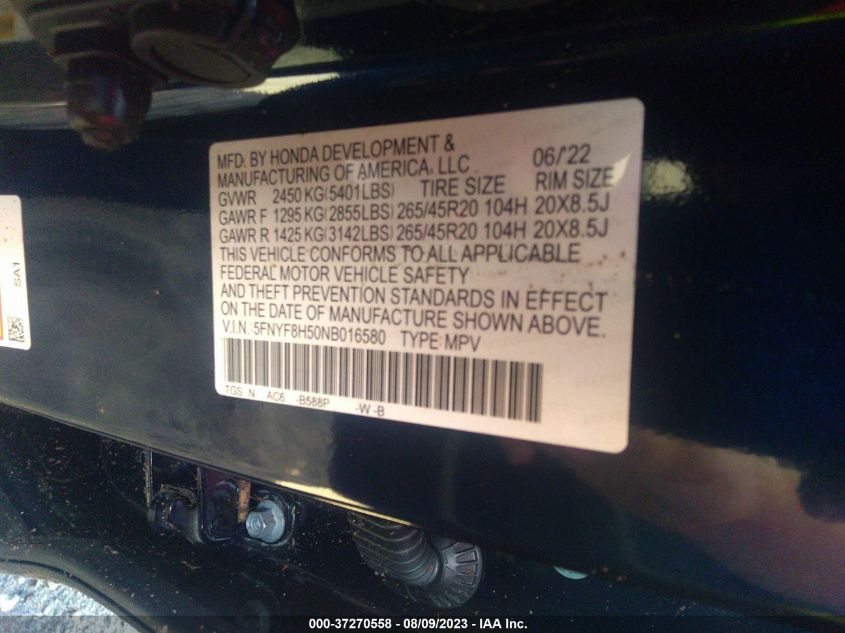 MFD. BY HONDA DEVELOPMENT &
MANUFACTURING OF AMERICA, LLC 06/'22
GVWR 2450 KG(5401LBS) TIRE SIZE RIM SIZE
GAWR F 1295 KG(2855LBS) 265/45R20 104H 20X8.5J
GAWR R 1425 KG(3142LBS) 265/45R20 104H 20X8.5J
THIS VEHICLE CONFORMS TO ALL APPLICABLE
FEDERAL MOTOR VEHICLE SAFETY
AND THEFT PREVENTION STANDARDS IN EFFECT
ON THE DATE OF MANUFACTURE SHOWN ABOVE.
V.I.N. :5FNYF8H50NB016580 TYPE:MPV
TGS N AC6 -B588P -W -B
SA1
000-37270558 - 08/09/2023 - IAA Inc.